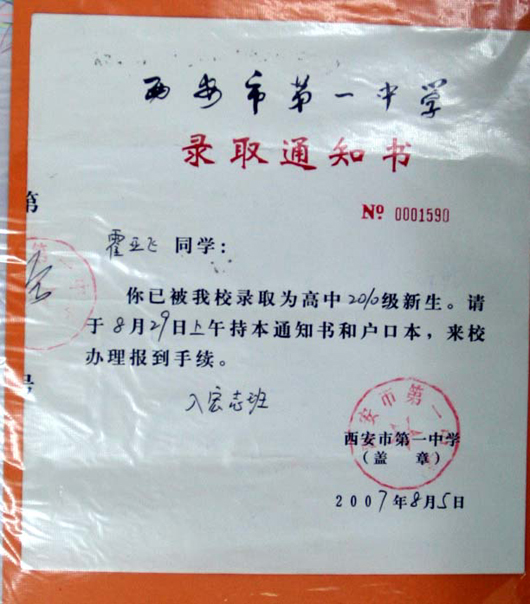 西安市第一中学
录取通知书
第
№ 0001590
霍亚飞 同学：
你已被我校录取为高中2010级新生。请
于8月29日上午持本通知书和户口本，来校
办理报到手续。
号
入宏志班
西安市第一中学
（盖 章）
2007年8月5日